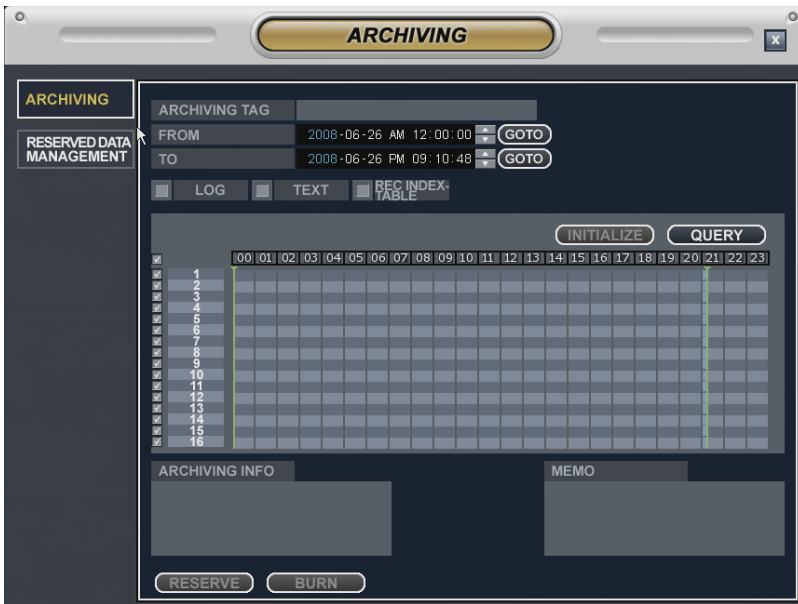 ARCHIVING
X
ARCHIVING
RESERVED DATA
MANAGEMENT
ARCHIVING TAG
FROM 2008-06-26 AM 12:00:00 GOTO
TO 2008-06-26 PM 09:10:48 GOTO
LOG TEXT REC INDEX-
TABLE
INITIALIZE QUERY
00 01 02 03 04 05 06 07 08 09 10 11 12 13 14 15 16 17 18 19 20 21 22 23
1
2
3
4
5
6
7
8
9
10
11
12
13
14
15
16
ARCHIVING INFO MEMO
RESERVE BURN